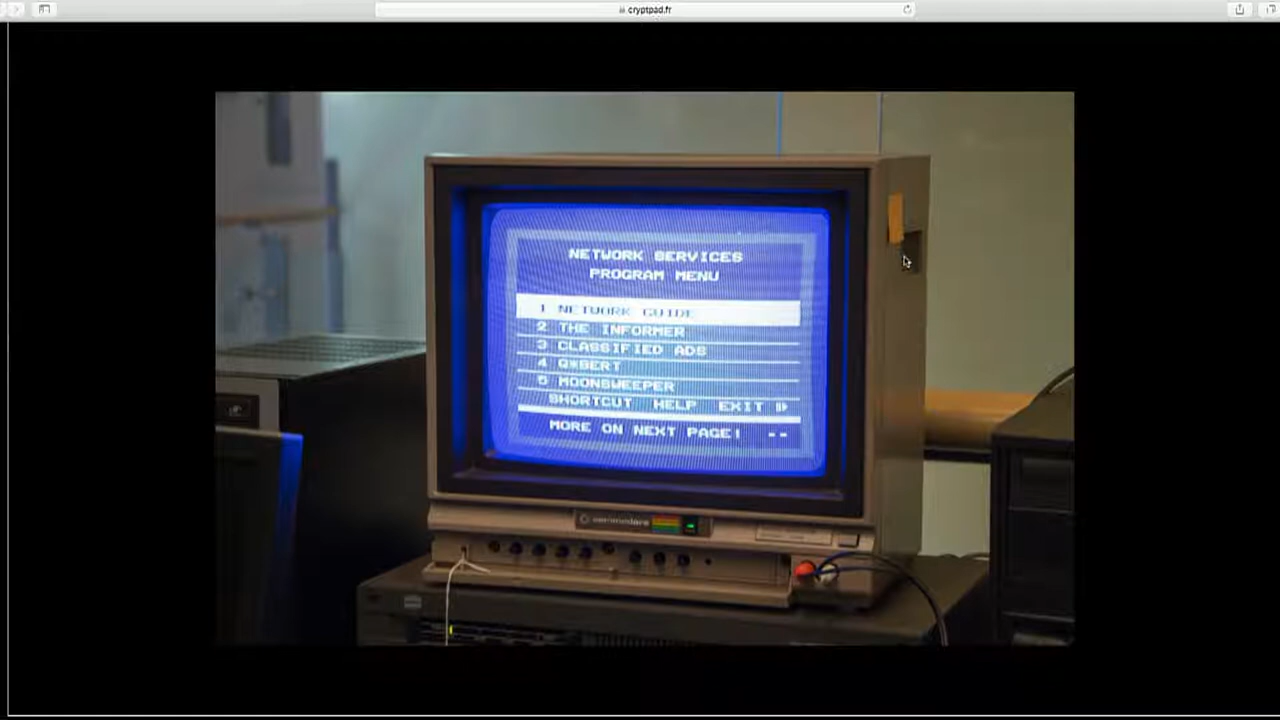 cryptpad.fr
NETWORK SERVICES
PROGRAM MENU
1 NETWORK GUIDE
2 THE INFORMER
3 CLASSIFIED ADS
4 Q*BERT
5 MOONSWEEPER
SHORTCUT HELP EXIT
MORE ON NEXT PAGE! --
commodore